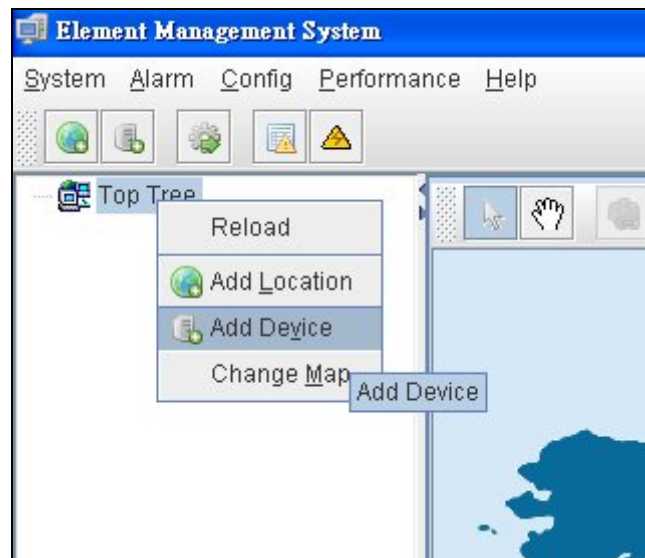 Element Management System
System Alarm Config Performance Help
Top Tree
Reload
Add Location
Add Device
Change Map
Add Device